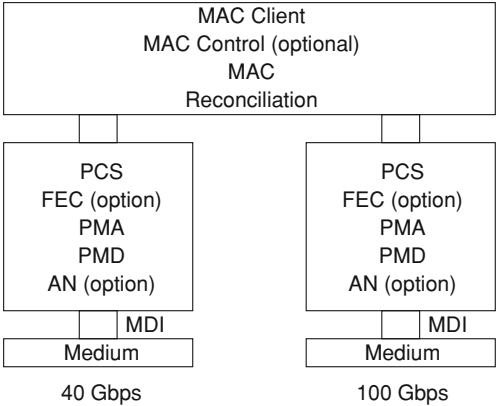 MAC Client
MAC Control (optional)
MAC
Reconciliation
PCS
FEC (option)
PMA
PMD
AN (option)
MDI
Medium
40 Gbps
PCS
FEC (option)
PMA
PMD
AN (option)
MDI
Medium
100 Gbps